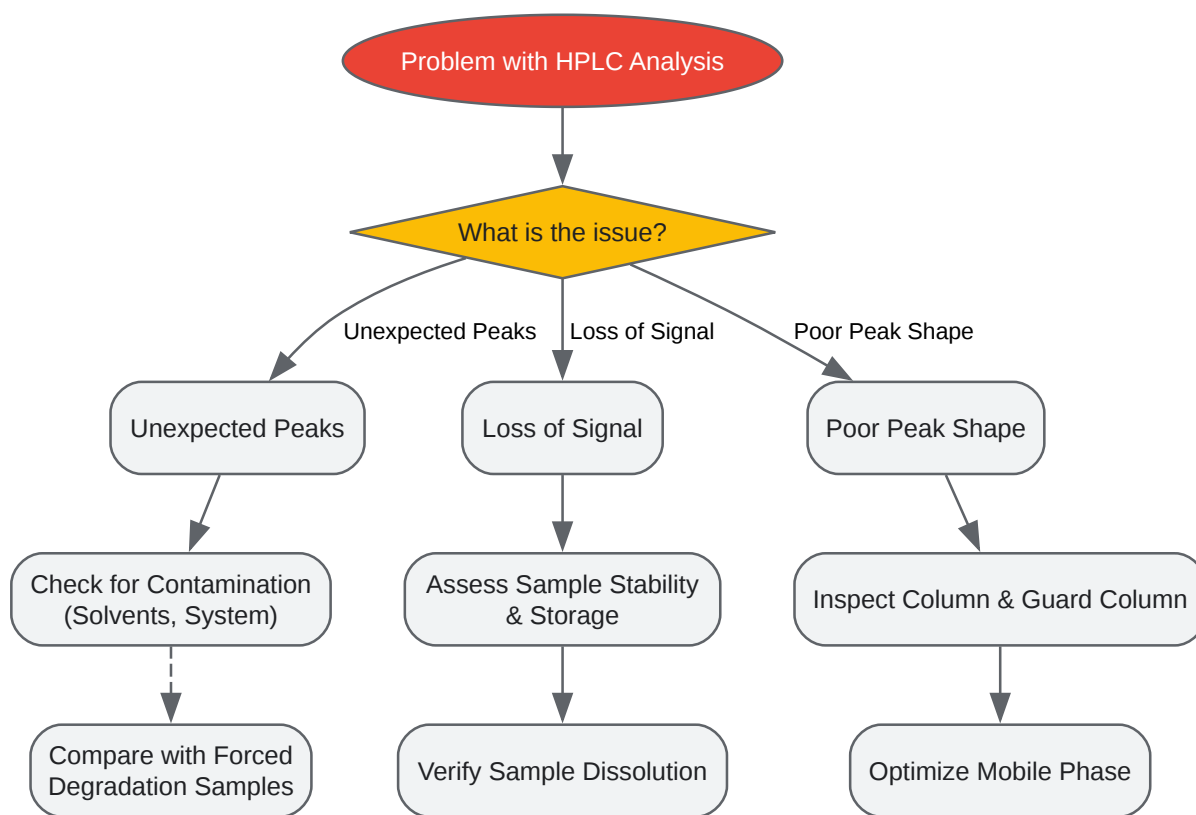 Problem with HPLC Analysis
What is the issue?
Unexpected Peaks
Loss of Signal
Poor Peak Shape
Unexpected Peaks
Loss of Signal
Poor Peak Shape
Check for Contamination
(Solvents, System)
Assess Sample Stability
& Storage
Inspect Column & Guard Column
Compare with Forced
Degradation Samples
Verify Sample Dissolution
Optimize Mobile Phase